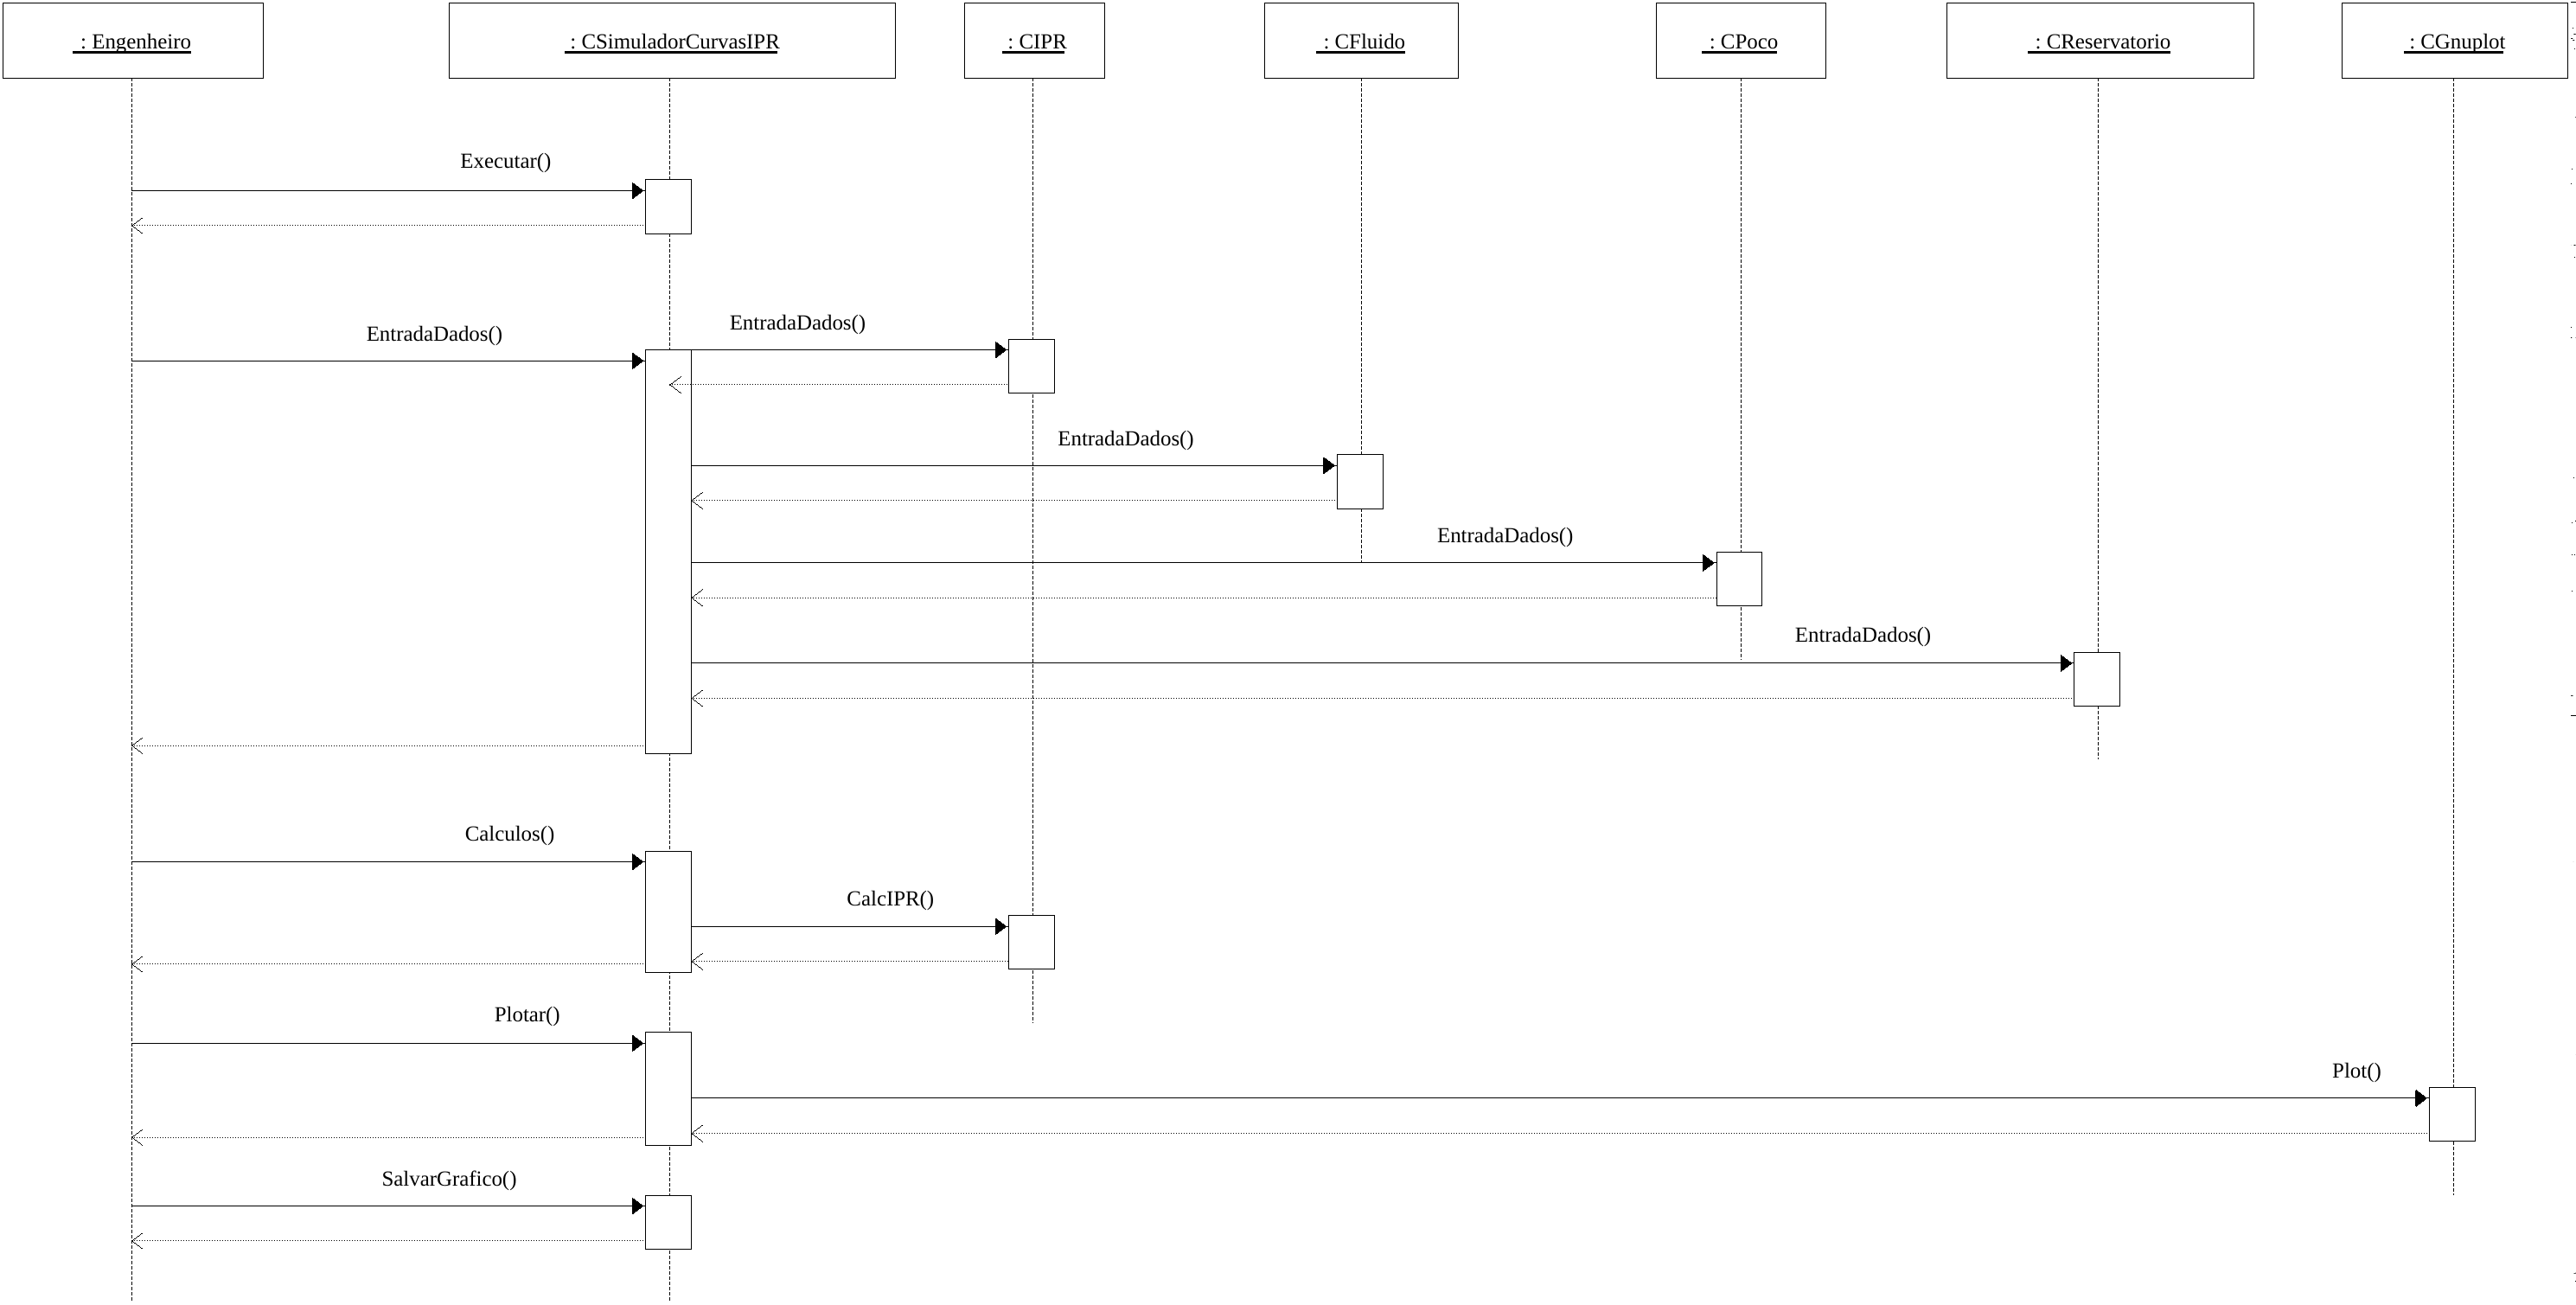 : Engenheiro
: CSimuladorCurvasIPR
: CIPR
: CFluido
: CPoco
: CReservatorio
: CGnuplot
Executar()
EntradaDados()
EntradaDados()
EntradaDados()
EntradaDados()
EntradaDados()
Calculos()
CalcIPR()
Plotar()
Plot()
SalvarGrafico()